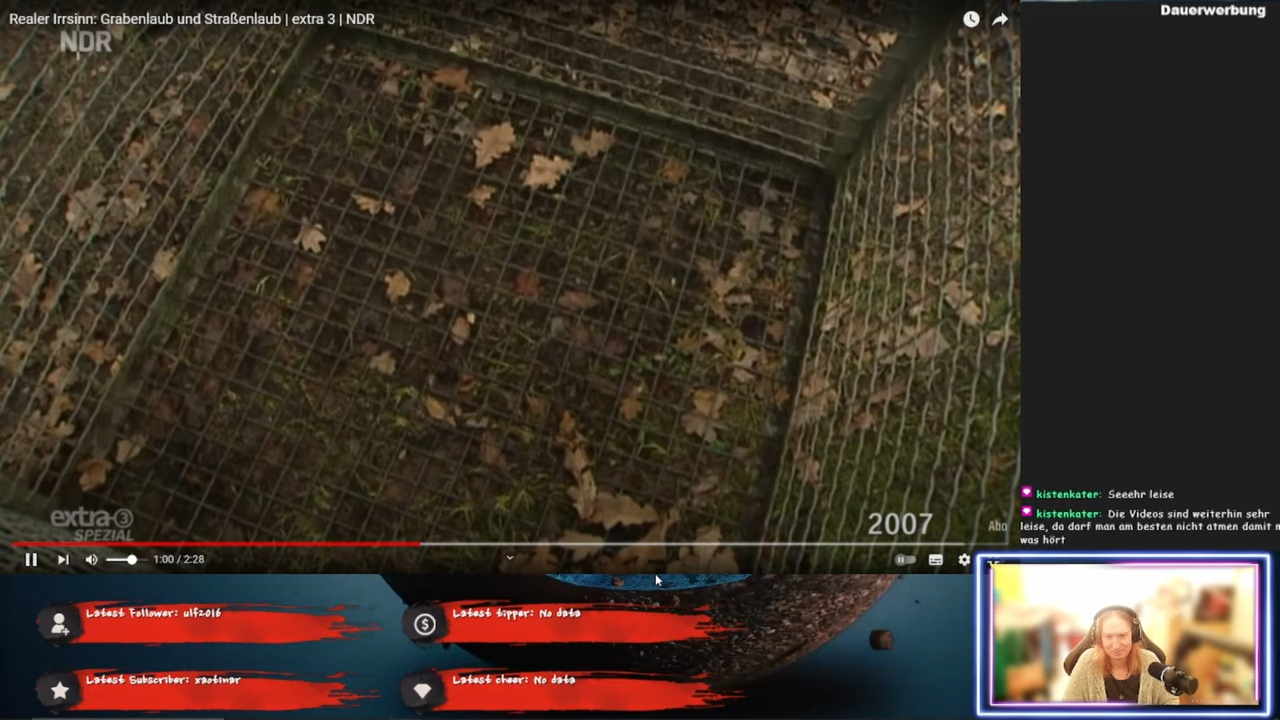 Realer Irrsinn: Grabenlaub und Straßenlaub | extra 3 | NDR
NDR
Dauerwerbung
kistenkater: Seeehr leise
kistenkater: Die Videos sind weiterhin sehr
leise, da darf man am besten nicht atmen damit
was hört
extra 3
SPEZIAL
2007
Abo
1:00 / 2:28
Latest Follower: ulf2016
Latest tipper: No data
Latest Subscriber: xaotinar
Latest cheer: No data